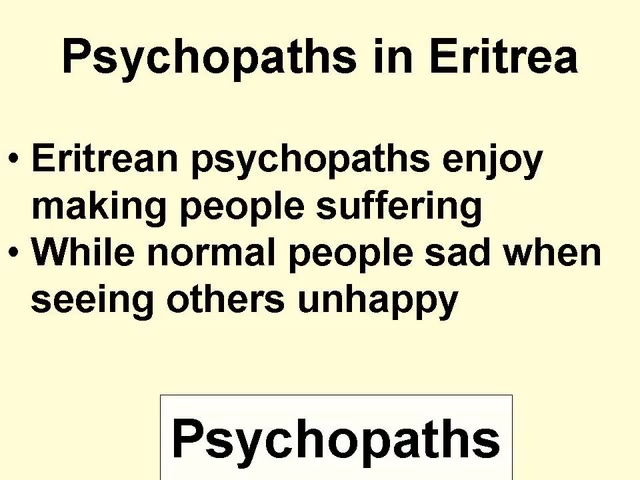 Psychopaths in Eritrea
• Eritrean psychopaths enjoy
making people suffering
• While normal people sad when
seeing others unhappy
Psychopaths